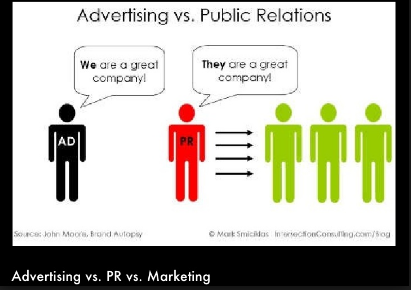 Advertising vs. Public Relations
We are a great
company!
They are a great
company!
AD
PR
Sources: John Moore, Brand Autopsy
© Mark Smiciklas - IntersectionConsulting.com/blog
Advertising vs. PR vs. Marketing